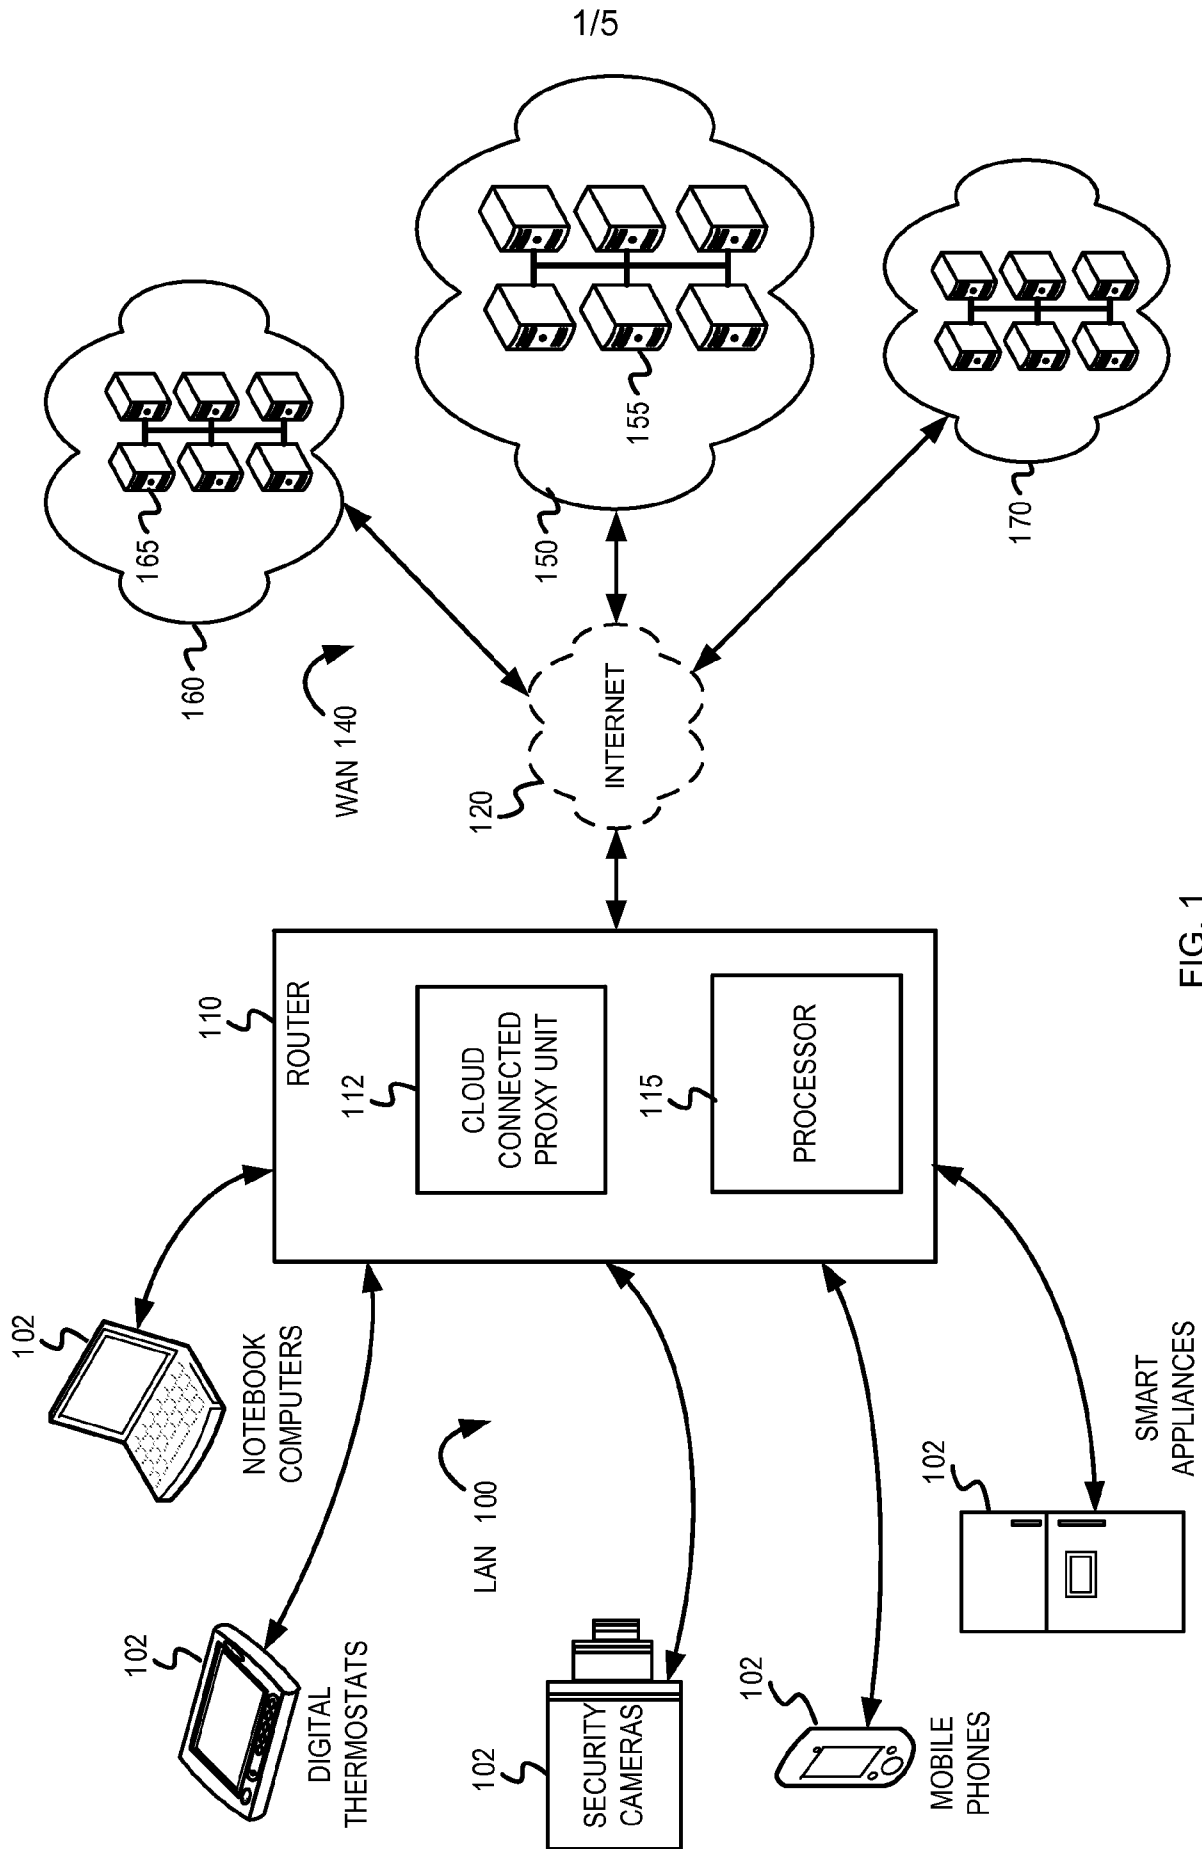 1/5
NOTEBOOK
COMPUTERS
102
DIGITAL
THERMOSTATS
102
LAN 100
SECURITY
CAMERAS
102
MOBILE
PHONES
102
SMART
APPLIANCES
102
110
ROUTER
112
CLOUD
CONNECTED
PROXY UNIT
115
PROCESSOR
120
INTERNET
WAN 140
160
165
150
155
170
FIG. 1